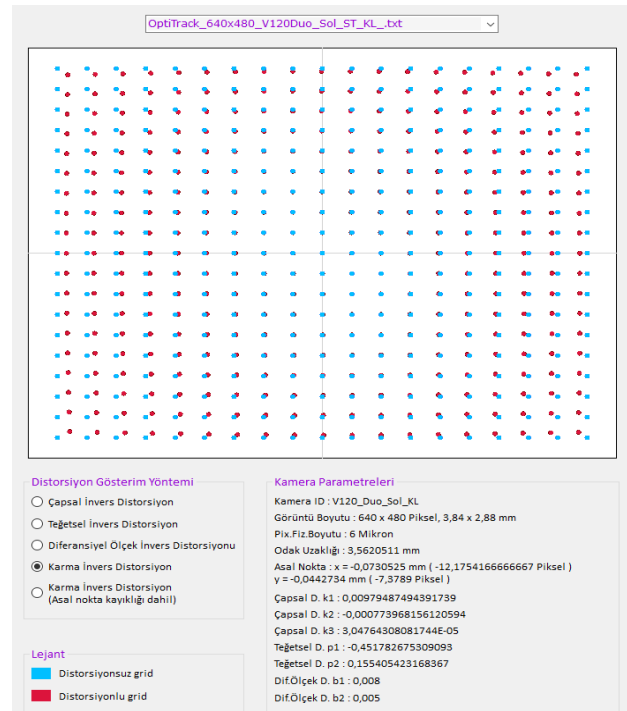 OptiTrack_640x480_V120Duo_Sol_ST_KL_.txt
Distorsiyon Gösterim Yöntemi
Çapsal İnvers Distorsiyon
Teğetsel İnvers Distorsiyon
Diferansiyel Ölçek İnvers Distorsiyonu
Karma İnvers Distorsiyon
Karma İnvers Distorsiyon
(Asal nokta kayıklığı dahil)
Lejant
Distorsiyonsuz grid
Distorsiyonlu grid
Kamera Parametreleri
Kamera ID : V120_Duo_Sol_KL
Görüntü Boyutu : 640 x 480 Piksel, 3,84 x 2,88 mm
Pix.Fiz.Boyutu : 6 Mikron
Odak Uzaklığı : 3,5620511 mm
Asal Nokta : x = -0,0730525 mm ( -12,1754166666667 Piksel )
y = -0,0442734 mm ( -7,3789 Piksel )
Çapsal D. k1 : 0,00979487494391739
Çapsal D. k2 : -0,000773968156120594
Çapsal D. k3 : 3,04764308081744E-05
Teğetsel D. p1 : -0,451782675309093
Teğetsel D. p2 : 0,155405423168367
Dif.Ölçek D. b1 : 0,008
Dif.Ölçek D. b2 : 0,005